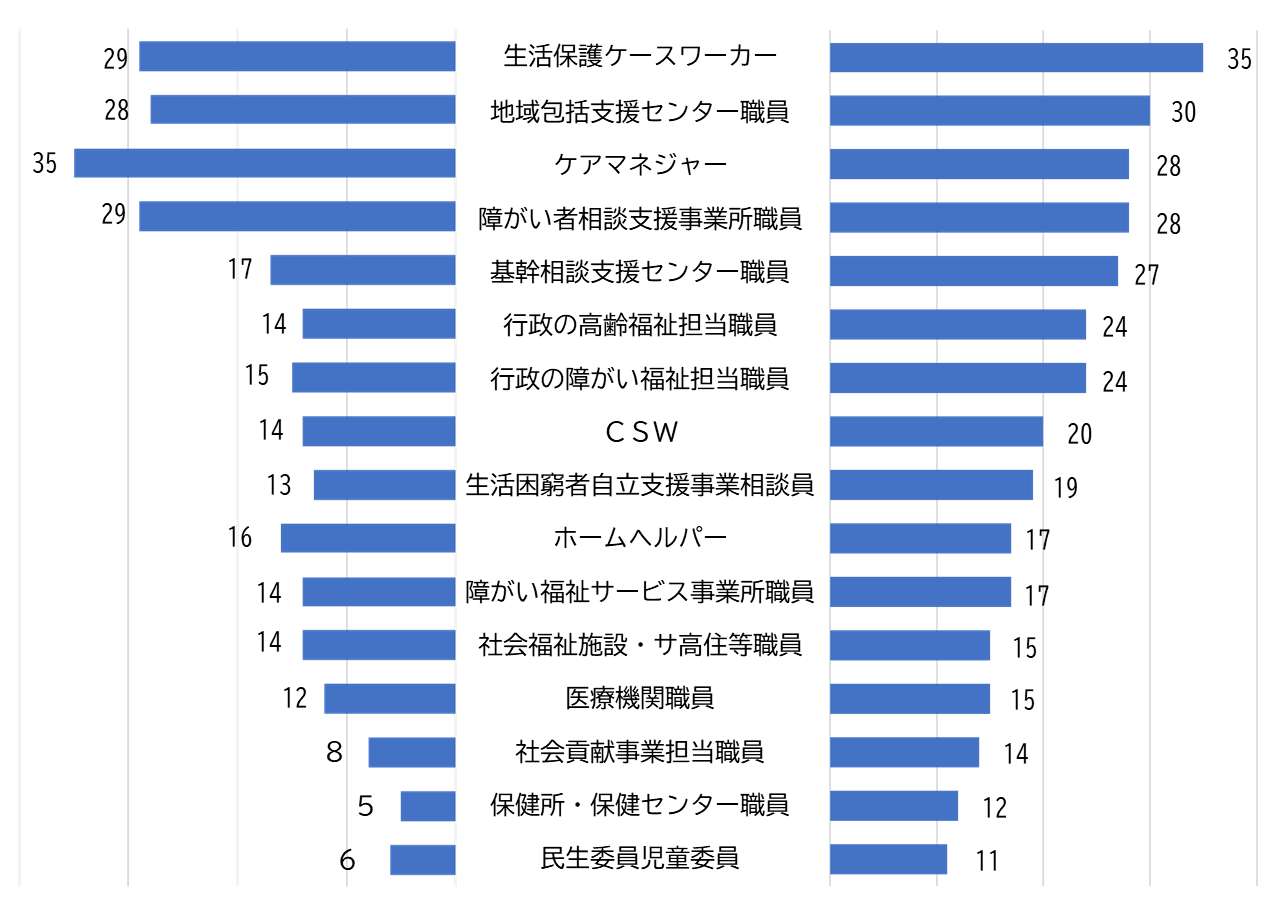 29 生活保護ケースワーカー 35
28 地域包括支援センター職員 30
35 ケアマネジャー 28
29 障がい者相談支援事業所職員 28
17 基幹相談支援センター職員 27
14 行政の高齢福祉担当職員 24
15 行政の障がい福祉担当職員 24
14 ＣＳＷ 20
13 生活困窮者自立支援事業相談員 19
16 ホームヘルパー 17
14 障がい福祉サービス事業所職員 17
14 社会福祉施設・サ高住等職員 15
12 医療機関職員 15
8 社会貢献事業担当職員 14
5 保健所・保健センター職員 12
6 民生委員児童委員 11